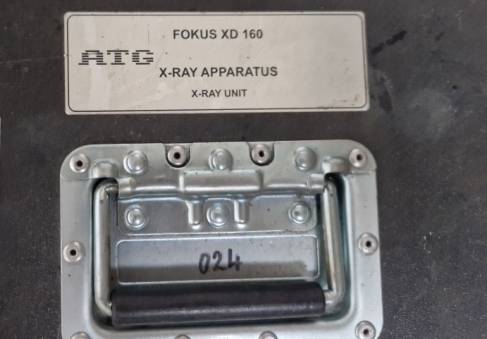 FOKUS XD 160
ATG
X-RAY APPARATUS
X-RAY UNIT
024